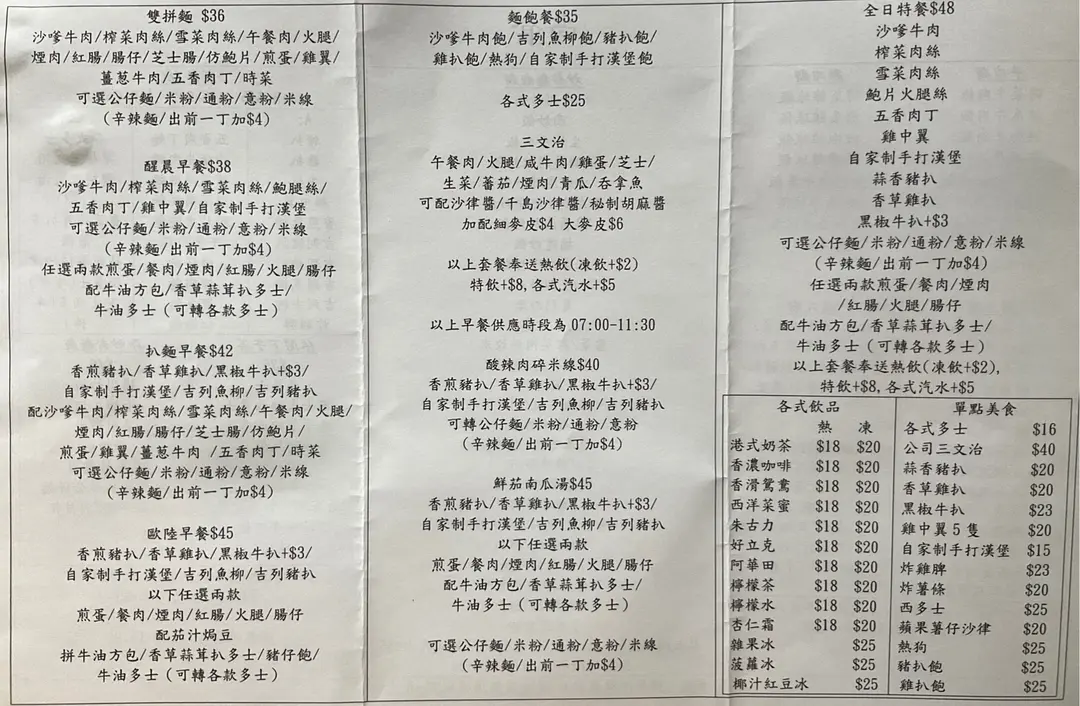 雙拼麵 $36
沙嗲牛肉/榨菜肉絲/雪菜肉絲/午餐肉/火腿/
煙肉/紅腸/腸仔/芝士腸/仿鮑片/煎蛋/雞翼/
薑葱牛肉/五香肉丁/時菜
可選公仔麵/米粉/通粉/意粉/米線
(辛辣麵/出前一丁加$4)
醒晨早餐$38
沙嗲牛肉/榨菜肉絲/雪菜肉絲/鮑腿絲/
五香肉丁/雞中翼/自家制手打漢堡
可選公仔麵/米粉/通粉/意粉/米線
(辛辣麵/出前一丁加$4)
任選兩款煎蛋/餐肉/煙肉/紅腸/火腿/腸仔
配牛油方包/香草蒜茸扒多士/
牛油多士(可轉各款多士)
扒麵早餐$42
香煎豬扒/香草雞扒/黑椒牛扒+$3/
自家制手打漢堡/吉列魚柳/吉列豬扒
配沙嗲牛肉/榨菜肉絲/雪菜肉絲/午餐肉/火腿/
煙肉/紅腸/腸仔/芝士腸/仿鮑片/
煎蛋/雞翼/薑葱牛肉 /五香肉丁/時菜
可選公仔麵/米粉/通粉/意粉/米線
(辛辣麵/出前一丁加$4)
歐陸早餐$45
香煎豬扒/香草雞扒/黑椒牛扒+$3/
自家制手打漢堡/吉列魚柳/吉列豬扒
以下任選兩款
煎蛋/餐肉/煙肉/紅腸/火腿/腸仔
配茄汁焗豆
拼牛油方包/香草蒜茸扒多士/豬仔飽/
牛油多士(可轉各款多士)
麵飽餐$35
沙嗲牛肉飽/吉列魚柳飽/豬扒飽/
雞扒飽/熱狗/自家制手打漢堡飽
各式多士$25
三文治
午餐肉/火腿/咸牛肉/雞蛋/芝士/
生菜/蕃茄/煙肉/青瓜/吞拿魚
可配沙律醬/千島沙律醬/秘制胡麻醬
加配細麥皮$4 大麥皮$6
以上套餐奉送熱飲(凍飲+$2)
特飲+$8,各式汽水+$5
以上早餐供應時段為 07:00-11:30
酸辣肉碎米線$40
香煎豬扒/香草雞扒/黑椒牛扒+$3/
自家制手打漢堡/吉列魚柳/吉列豬扒
可轉公仔麵/米粉/通粉/意粉
(辛辣麵/出前一丁加$4)
鮮茄南瓜湯$45
香煎豬扒/香草雞扒/黑椒牛扒+$3/
自家制手打漢堡/吉列魚柳/吉列豬扒
以下任選兩款
煎蛋/餐肉/煙肉/紅腸/火腿/腸仔
配牛油方包/香草蒜茸扒多士/
牛油多士(可轉各款多士)
可選公仔麵/米粉/通粉/意粉/米線
(辛辣麵/出前一丁加$4)
全日特餐$48
沙嗲牛肉
榨菜肉絲
雪菜肉絲
鮑片火腿絲
五香肉丁
雞中翼
自家制手打漢堡
蒜香豬扒
香草雞扒
黑椒牛扒+$3
可選公仔麵/米粉/通粉/意粉/米線
(辛辣麵/出前一丁加$4)
任選兩款煎蛋/餐肉/煙肉
/紅腸/火腿/腸仔
配牛油方包/香草蒜茸扒多士/
牛油多士(可轉各款多士)
以上套餐奉送熱飲(凍飲+$2),
特飲+$8,各式汽水+$5
各式飲品
熱 凍
港式奶茶 $18 $20
香濃咖啡 $18 $20
香滑鴛鴦 $18 $20
西洋菜蜜 $18 $20
朱古力 $18 $20
好立克 $18 $20
阿華田 $18 $20
檸檬茶 $18 $20
檸檬水 $18 $20
杏仁霜 $18 $20
雜果冰 $25
菠蘿冰 $25
椰汁紅豆冰 $25
單點美食
各式多士 $16
公司三文治 $40
蒜香豬扒 $20
香草雞扒 $20
黑椒牛扒 $23
雞中翼5隻 $20
自家制手打漢堡 $15
炸雞脾 $23
炸薯條 $20
西多士 $25
蘋果薯仔沙律 $20
熱狗 $25
豬扒飽 $25
雞扒飽 $25